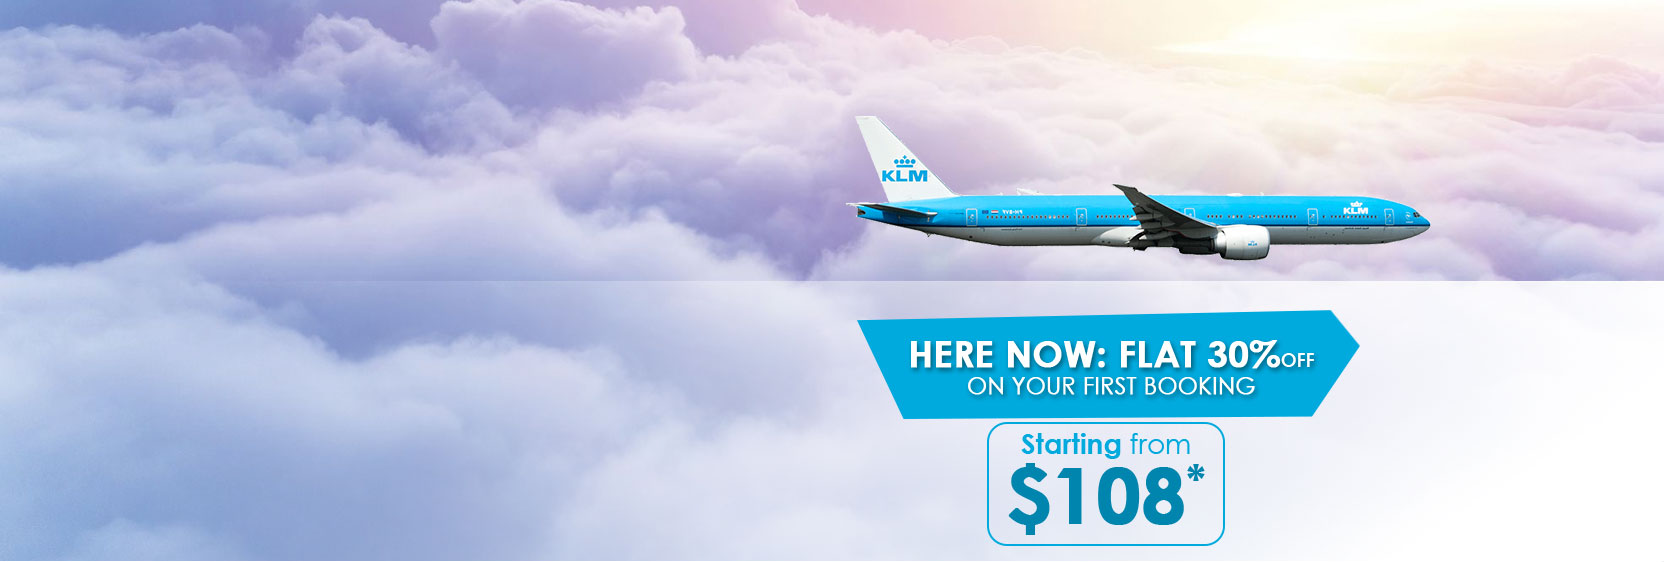 KLM
KLM
HERE NOW: FLAT 30%OFF
ON YOUR FIRST BOOKING
Starting from
$108*